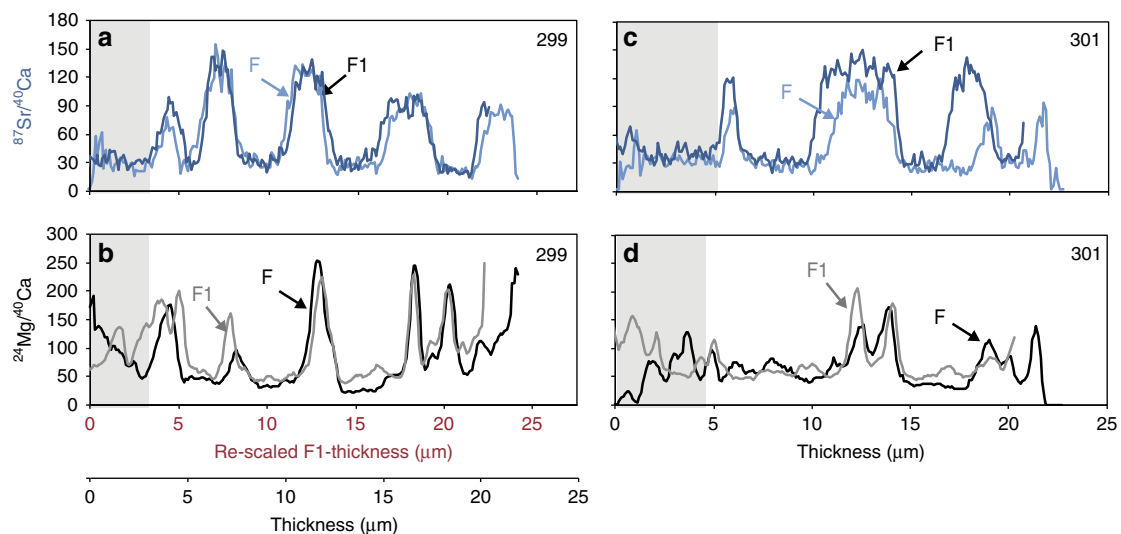 a
299
180
150
120
90
60
30
0
⁸⁷Sr/⁴⁰Ca
F
F1
c
301
F
F1
b
299
300
250
200
150
100
50
0
²⁴Mg/⁴⁰Ca
F1
F
0 5 10 15 20 25
Re-scaled F1-thickness (μm)
0 5 10 15 20 25
Thickness (μm)
d
301
F1
F
0 5 10 15 20 25
Thickness (μm)